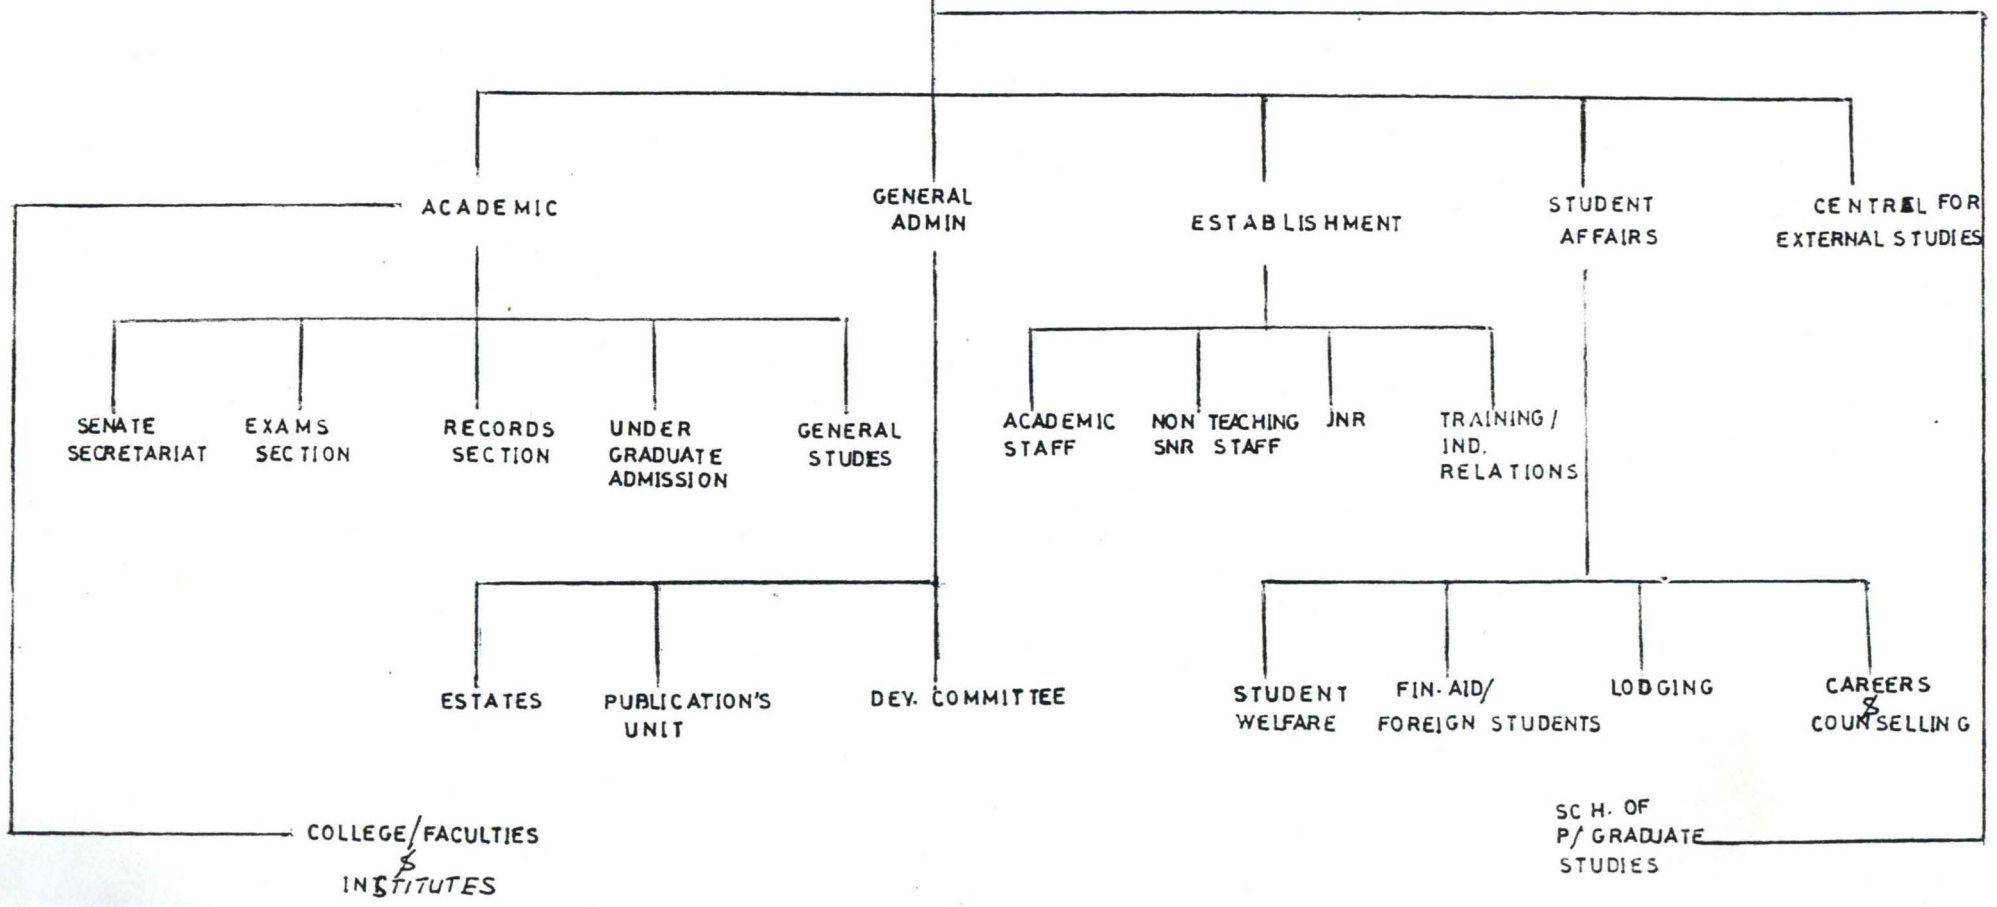 ACADEMIC
GENERAL
ADMIN
ESTABLISHMENT
STUDENT
AFFAIRS
CENTRAL FOR
EXTERNAL STUDIES
SENATE
SECRETARIAT
EXAMS
SECTION
RECORDS
SECTION
UNDER
GRADUATE
ADMISSION
GENERAL
STUDES
ACADEMIC
STAFF
NON TEACHING
SNR STAFF
JNR
TRAINING/
IND.
RELATIONS
ESTATES
PUBLICATION'S
UNIT
DEV. COMMITTEE
STUDENT
WELFARE
FIN. AID/
FOREIGN STUDENTS
LODGING
CAREERS
&
COUNSELLING
COLLEGE/FACULTIES
&
INSTITUTES
SCH. OF
P/GRADUATE
STUDIES